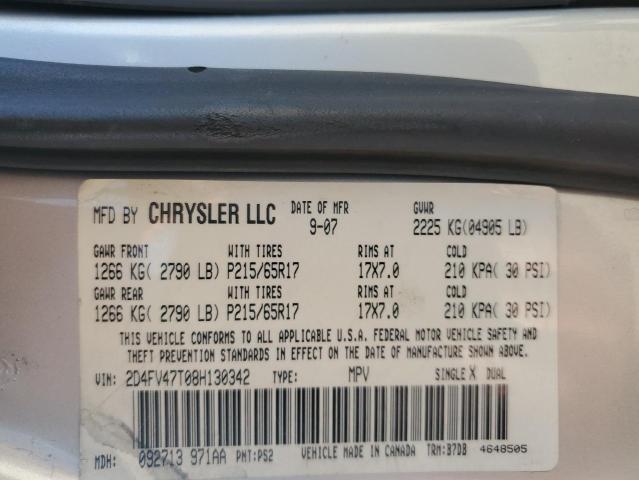 MFD BY CHRYSLER LLC DATE OF MFR 9-07 GVWR 2225 KG(04905 LB)
GAWR FRONT WITH TIRES RIMS AT COLD
1266 KG( 2790 LB) P215/65R17 17X7.0 210 KPA( 30 PSI)
GAWR REAR WITH TIRES RIMS AT COLD
1266 KG( 2790 LB) P215/65R17 17X7.0 210 KPA( 30 PSI)
THIS VEHICLE CONFORMS TO ALL APPLICABLE U.S.A. FEDERAL MOTOR VEHICLE SAFETY AND
THEFT PREVENTION STANDARDS IN EFFECT ON THE DATE OF MANUFACTURE SHOWN ABOVE.
VIN: 2D4FV47T08H130342 TYPE: MPV SINGLE X DUAL
MDH: 092713 971AA PNT:PS2 VEHICLE MADE IN CANADA TRM:B7DB 4648505